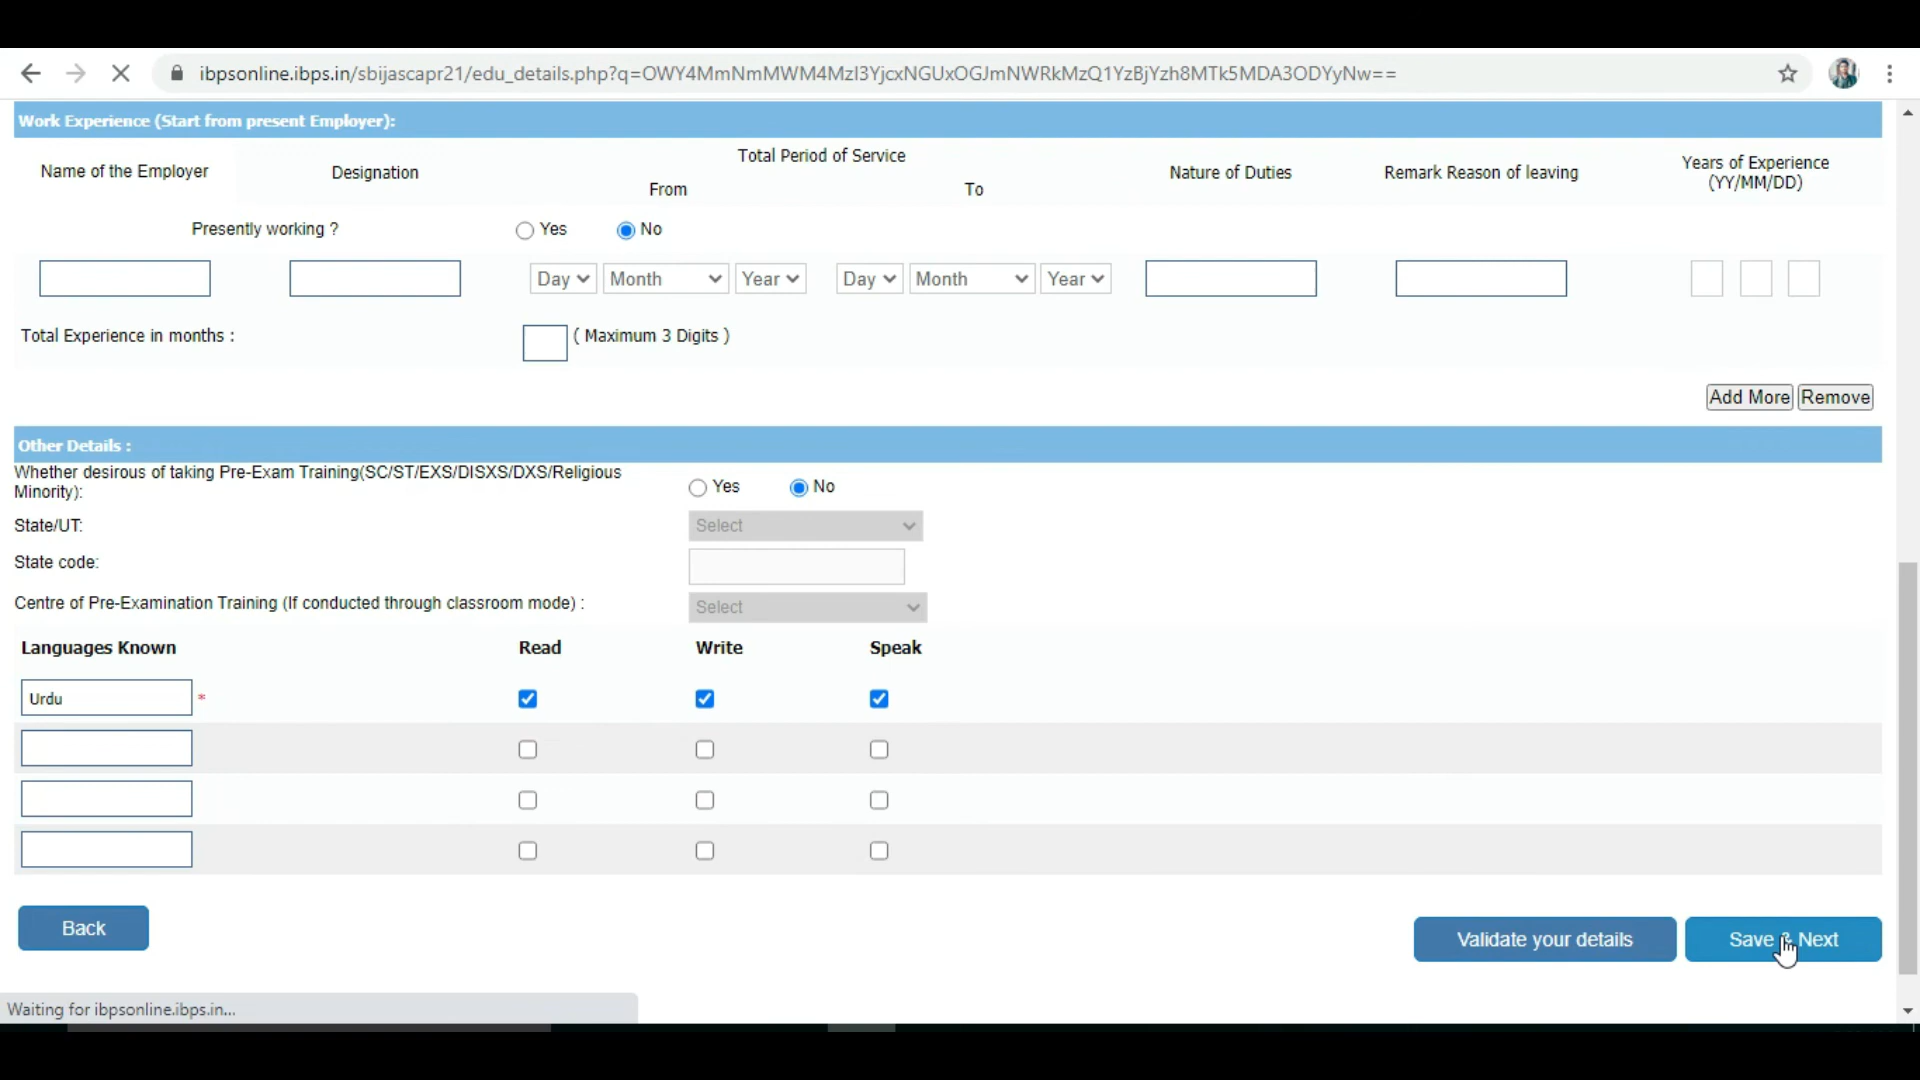 ibpsonline.ibps.in/sbijascapr21/edu_details.php?q=OWY4MmNmMWM4MzI3YjcxNGUxOGJmNWRkMzQ1YzBjYzh8MTk5MDA3ODYyNw==
Work Experience (Start from present Employer):
Name of the Employer Designation Total Period of Service From To Nature of Duties Remark Reason of leaving Years of Experience (YY/MM/DD)
Presently working ? Yes No
Day Month Year Day Month Year
Total Experience in months : ( Maximum 3 Digits )
Add More Remove
Other Details :
Whether desirous of taking Pre-Exam Training(SC/ST/EXS/DISXS/DXS/Religious
Minority): Yes No
State/UT: Select
State code:
Centre of Pre-Examination Training (If conducted through classroom mode) : Select
Languages Known Read Write Speak
Urdu *
Back Validate your details Save & Next
Waiting for ibpsonline.ibps.in...